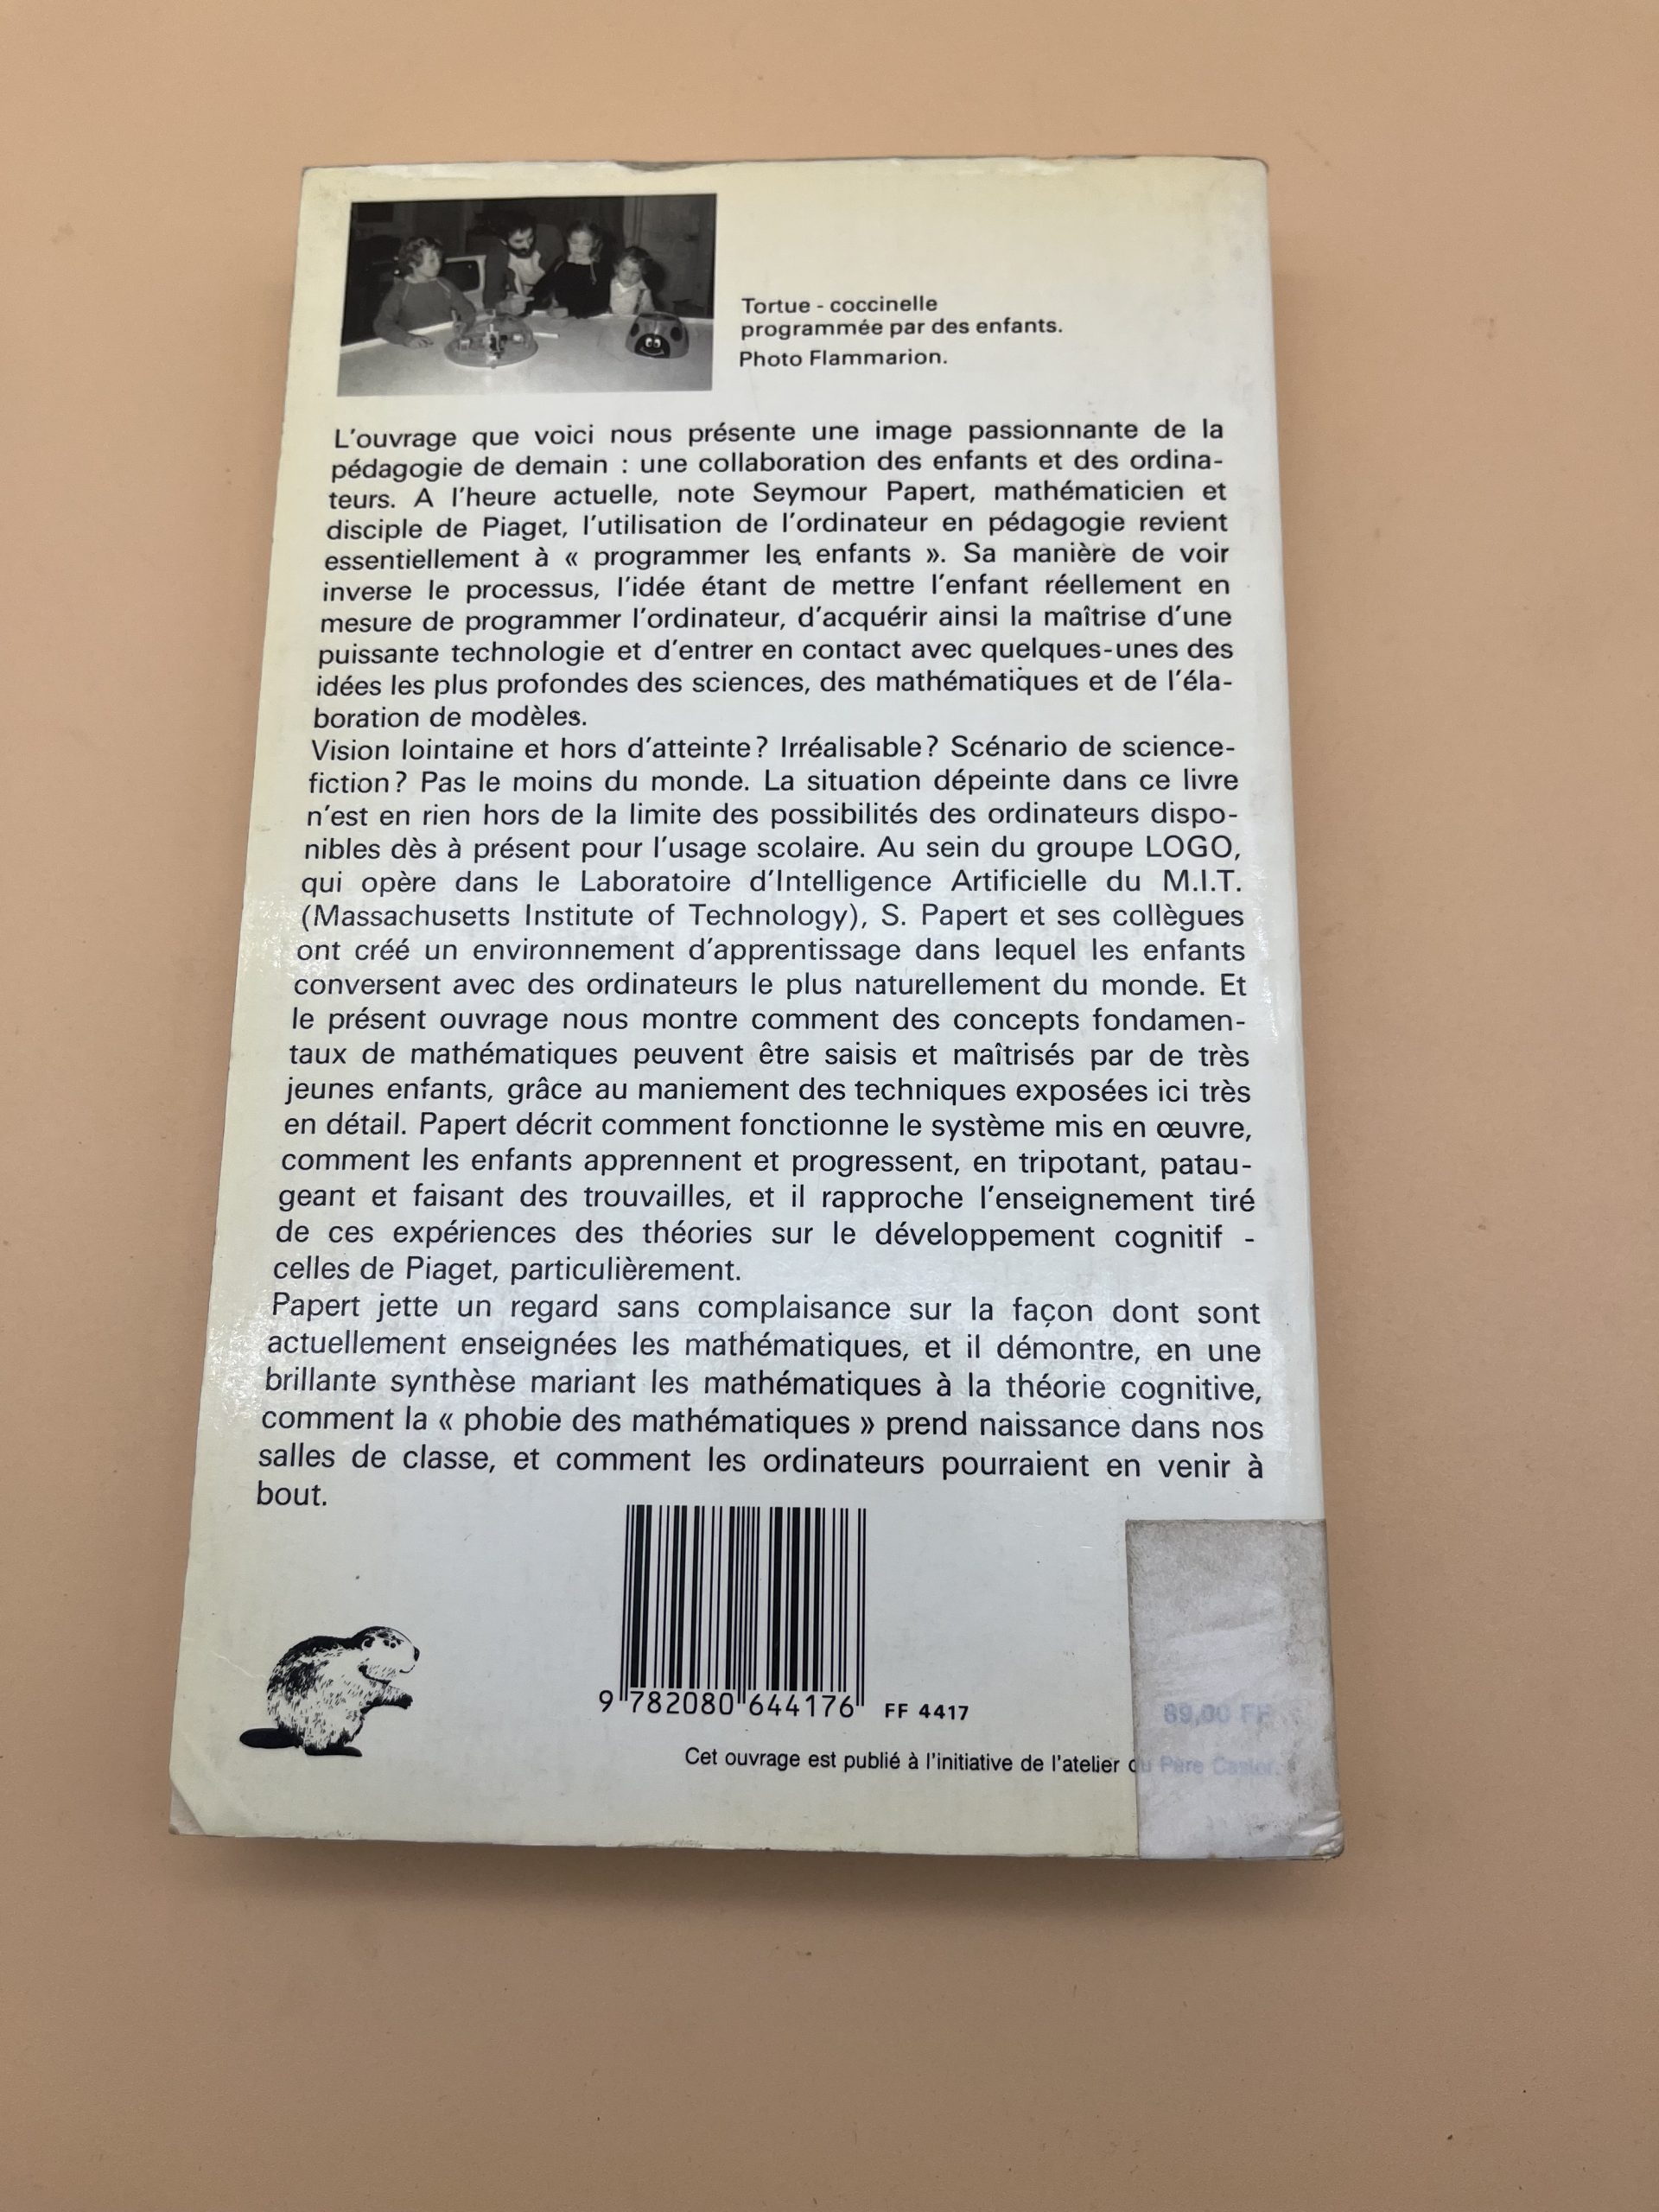 Tortue - coccinelle
programmée par des enfants.
Photo Flammarion.
L'ouvrage que voici nous présente une image passionnante de la
pédagogie de demain : une collaboration des enfants et des ordina-
teurs. A l'heure actuelle, note Seymour Papert, mathématicien et
disciple de Piaget, l'utilisation de l'ordinateur en pédagogie revient
essentiellement à « programmer les enfants ». Sa manière de voir
inverse le processus, l'idée étant de mettre l'enfant réellement en
mesure de programmer l'ordinateur, d'acquérir ainsi la maîtrise d'une
puissante technologie et d'entrer en contact avec quelques-unes des
idées les plus profondes des sciences, des mathématiques et de l'éla-
boration de modèles.
Vision lointaine et hors d'atteinte? Irréalisable? Scénario de science-
fiction? Pas le moins du monde. La situation dépeinte dans ce livre
n'est en rien hors de la limite des possibilités des ordinateurs dispo-
nibles dès à présent pour l'usage scolaire. Au sein du groupe LOGO,
qui opère dans le Laboratoire d'Intelligence Artificielle du M.I.T.
(Massachusetts Institute of Technology), S. Papert et ses collègues
ont créé un environnement d'apprentissage dans lequel les enfants
conversent avec des ordinateurs le plus naturellement du monde. Et
le présent ouvrage nous montre comment des concepts fondamen-
taux de mathématiques peuvent être saisis et maîtrisés par de très
jeunes enfants, grâce au maniement des techniques exposées ici très
en détail. Papert décrit comment fonctionne le système mis en œuvre,
comment les enfants apprennent et progressent, en tripotant, patau-
geant et faisant des trouvailles, et il rapproche l'enseignement tiré
de ces expériences des théories sur le développement cognitif -
celles de Piaget, particulièrement.
Papert jette un regard sans complaisance sur la façon dont sont
actuellement enseignées les mathématiques, et il démontre, en une
brillante synthèse mariant les mathématiques à la théorie cognitive,
comment la « phobie des mathématiques » prend naissance dans nos
salles de classe, et comment les ordinateurs pourraient en venir à
bout.
9 782080 644176 FF 4417
89,00 FF
Cet ouvrage est publié à l'initiative de l'atelier du Père Castor.